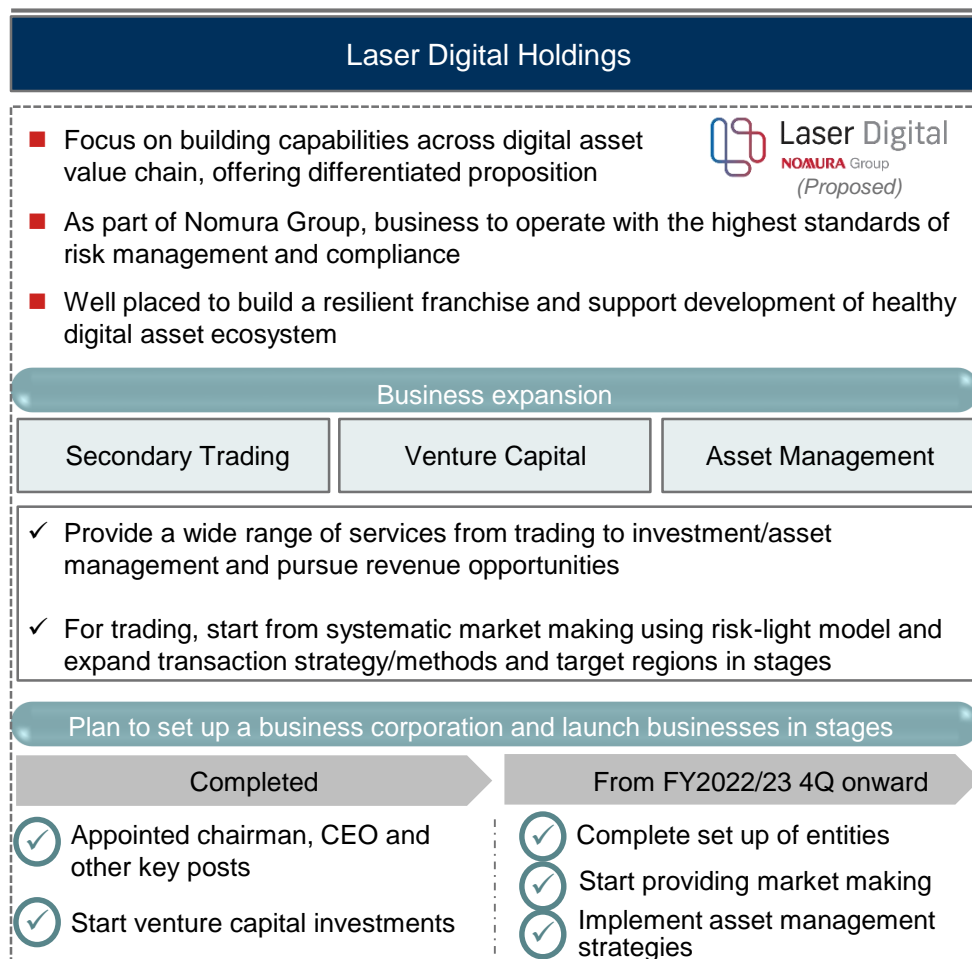 Laser Digital Holdings
■ Focus on building capabilities across digital asset
value chain, offering differentiated proposition
Laser Digital
NOMURA Group
(Proposed)
■ As part of Nomura Group, business to operate with the highest standards of
risk management and compliance
■ Well placed to build a resilient franchise and support development of healthy
digital asset ecosystem
Business expansion
Secondary Trading
Venture Capital
Asset Management
✓ Provide a wide range of services from trading to investment/asset
management and pursue revenue opportunities
✓ For trading, start from systematic market making using risk-light model and
expand transaction strategy/methods and target regions in stages
Plan to set up a business corporation and launch businesses in stages
Completed
✓ Appointed chairman, CEO and
other key posts
✓ Start venture capital investments
From FY2022/23 4Q onward
✓ Complete set up of entities
✓ Start providing market making
✓ Implement asset management
strategies